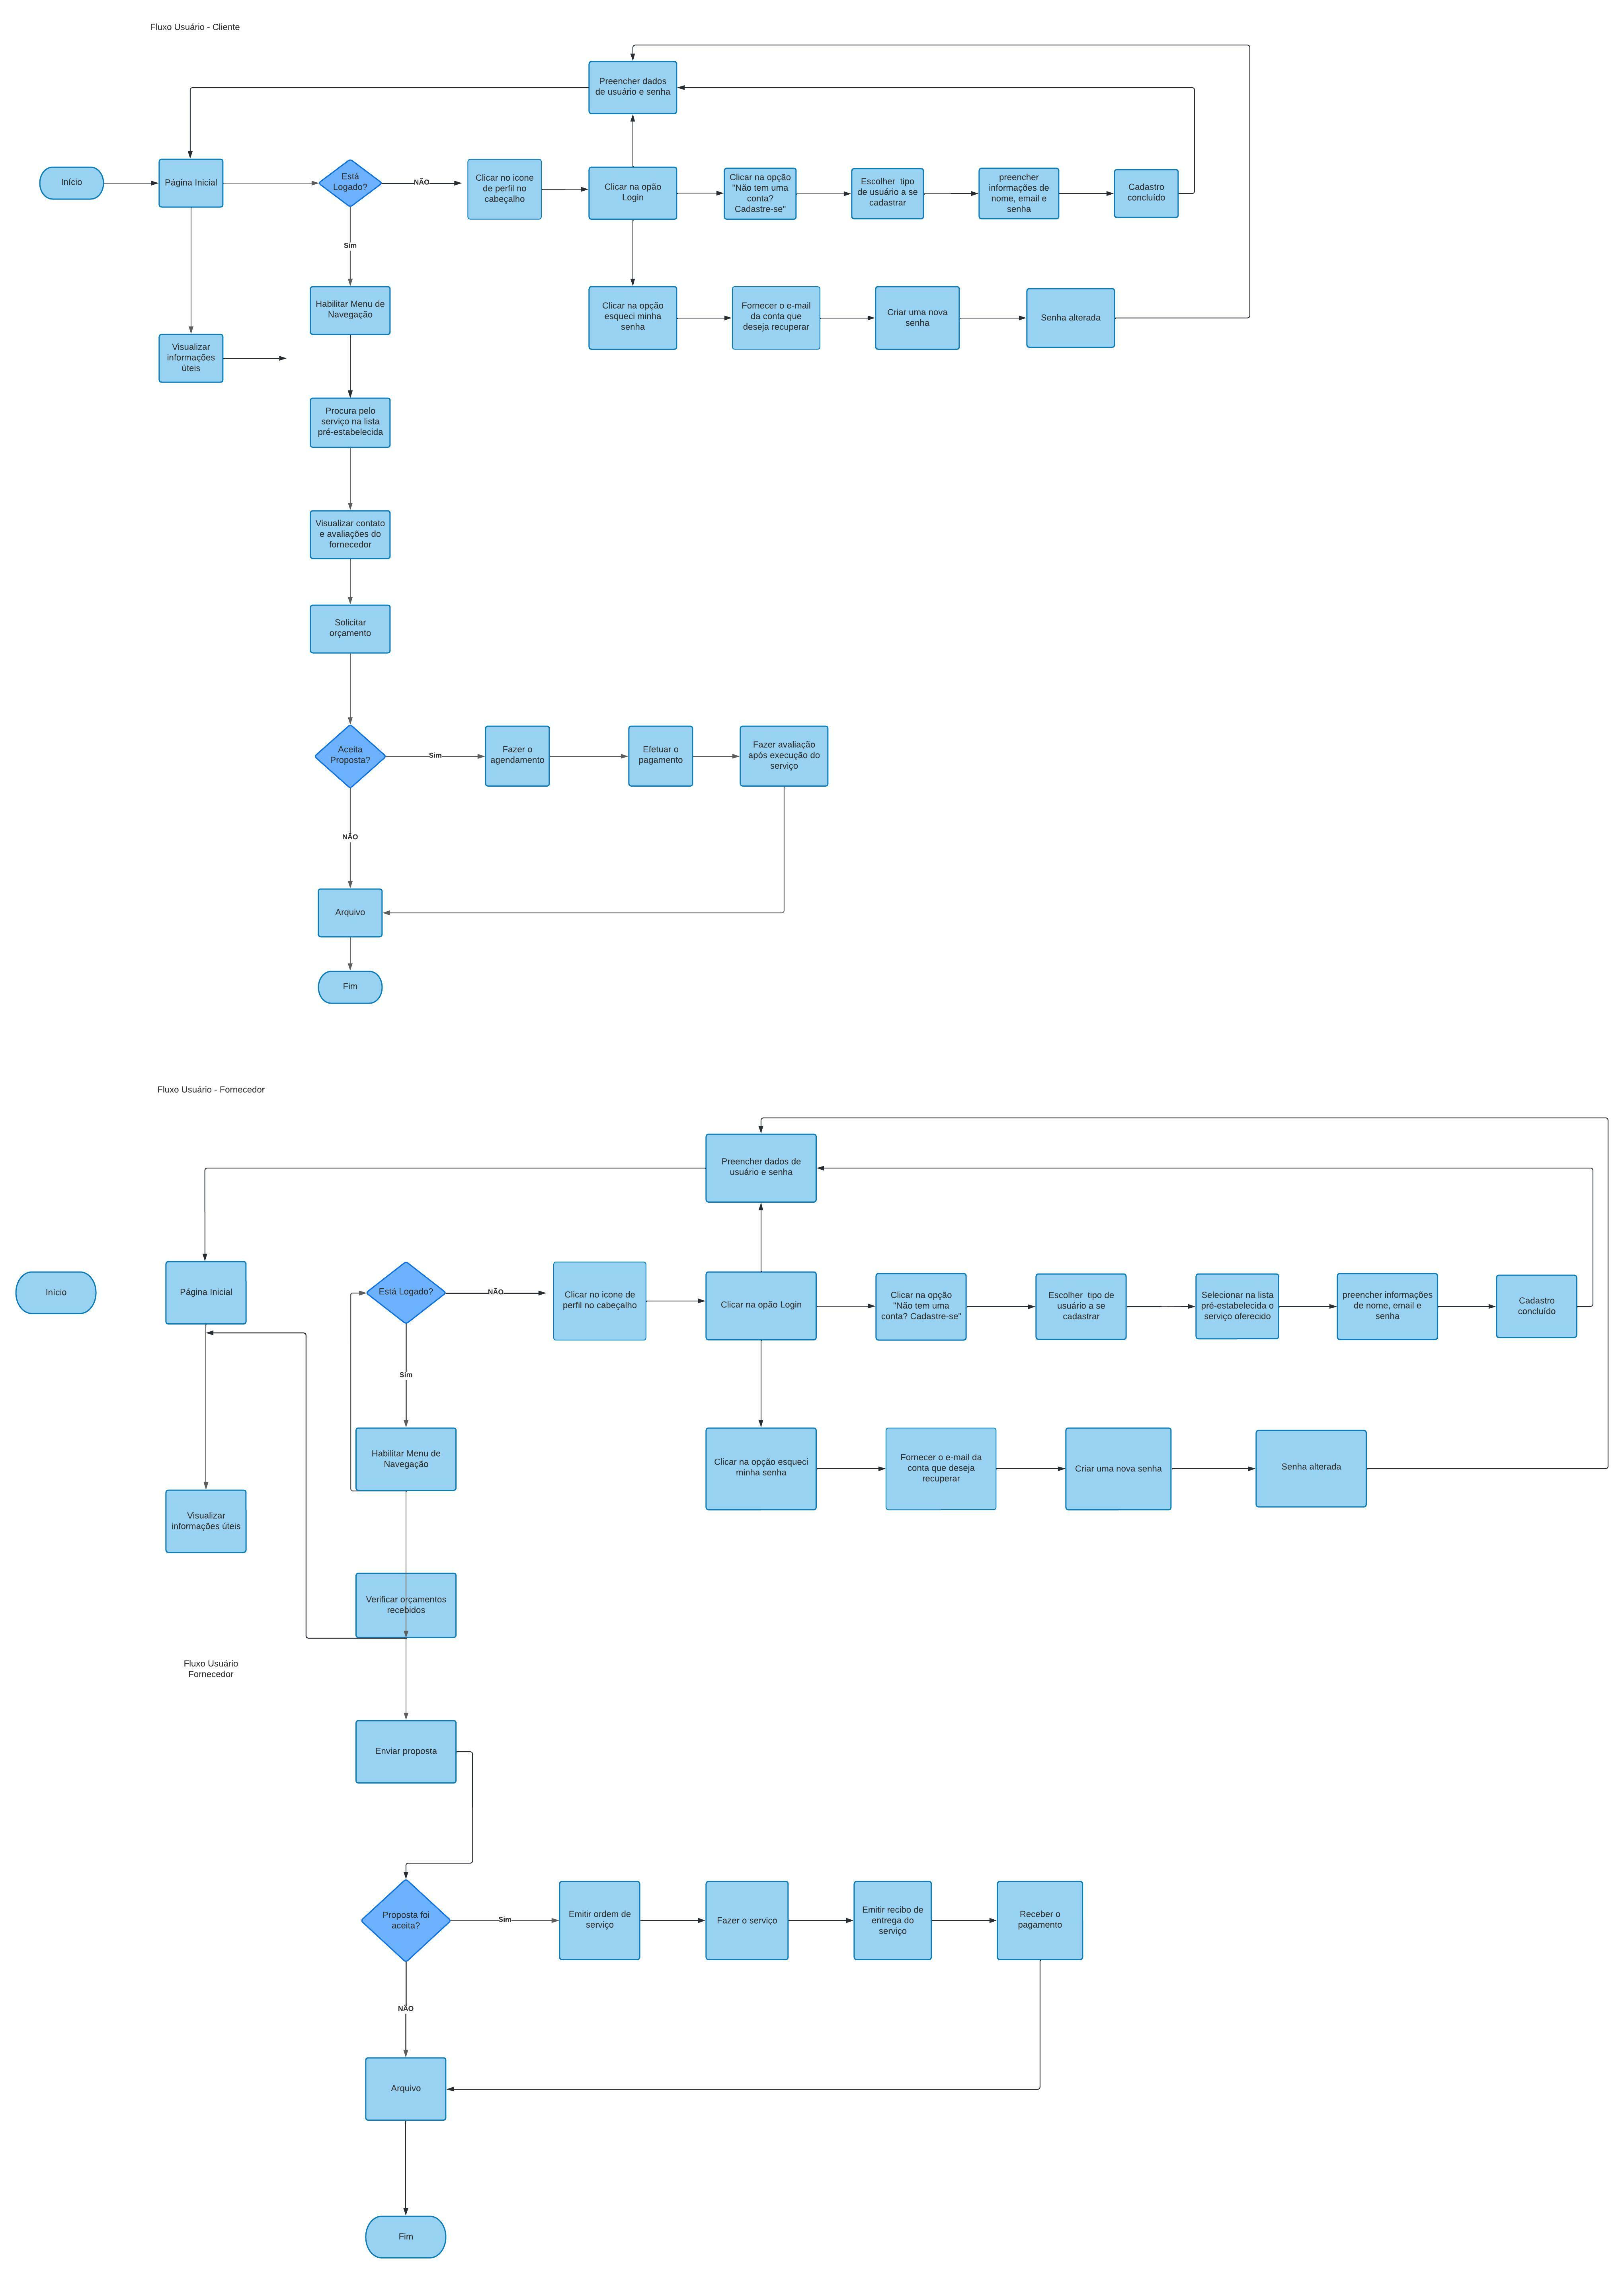 Fluxo Usuário - Cliente
Preencher dados
de usuário e senha
Início
Página Inicial
Está
Logado?
NÃO
Clicar no icone
de perfil no
cabeçalho
Clicar na opão
Login
Clicar na opção
"Não tem uma
conta?
Cadastre-se"
Escolher tipo
de usuário a se
cadastrar
preencher
informações de
nome, email e
senha
Cadastro
concluído
Sim
Habilitar Menu de
Navegação
Clicar na opção
esqueci minha
senha
Fornecer o e-mail
da conta que
deseja recuperar
Criar uma nova
senha
Senha alterada
Visualizar
informações
úteis
Procura pelo
serviço na lista
pré-estabelecida
Visualizar contato
e avaliações do
fornecedor
Solicitar
orçamento
Aceita
Proposta?
Sim
Fazer o
agendamento
Efetuar o
pagamento
Fazer avaliação
após execução do
serviço
NÃO
Arquivo
Fim
Fluxo Usuário - Fornecedor
Preencher dados de
usuário e senha
Início
Página Inicial
Está Logado?
NÃO
Clicar no icone de
perfil no cabeçalho
Clicar na opão Login
Clicar na opção
"Não tem uma
conta? Cadastre-se"
Escolher tipo de
usuário a se
cadastrar
Selecionar na lista
pré-estabelecida o
serviço oferecido
preencher informações
de nome, email e
senha
Cadastro
concluído
Sim
Habilitar Menu de
Navegação
Clicar na opção esqueci
minha senha
Fornecer o e-mail da
conta que deseja
recuperar
Criar uma nova senha
Senha alterada
Visualizar
informações úteis
Verificar orçamentos
recebidos
Fluxo Usuário
Fornecedor
Enviar proposta
Proposta foi
aceita?
Sim
Emitir ordem de
serviço
Fazer o serviço
Emitir recibo de
entrega do
serviço
Receber o
pagamento
NÃO
Arquivo
Fim